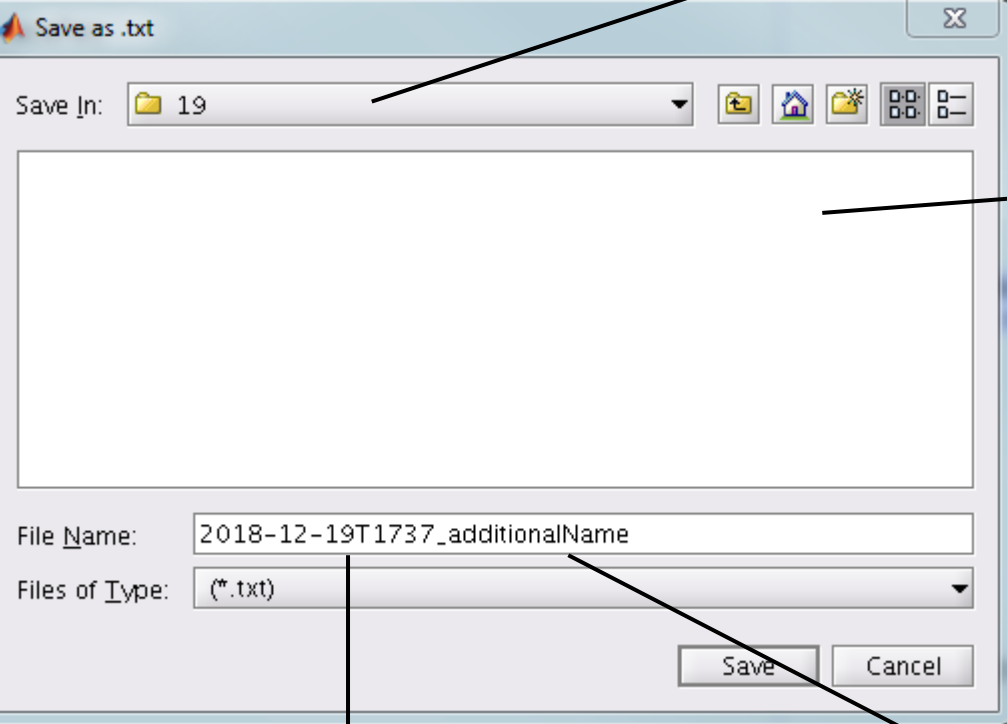 Save as .txt
Save In: 19
File Name: 2018-12-19T1737_additionalName
Files of Type: (*.txt)
Save Cancel